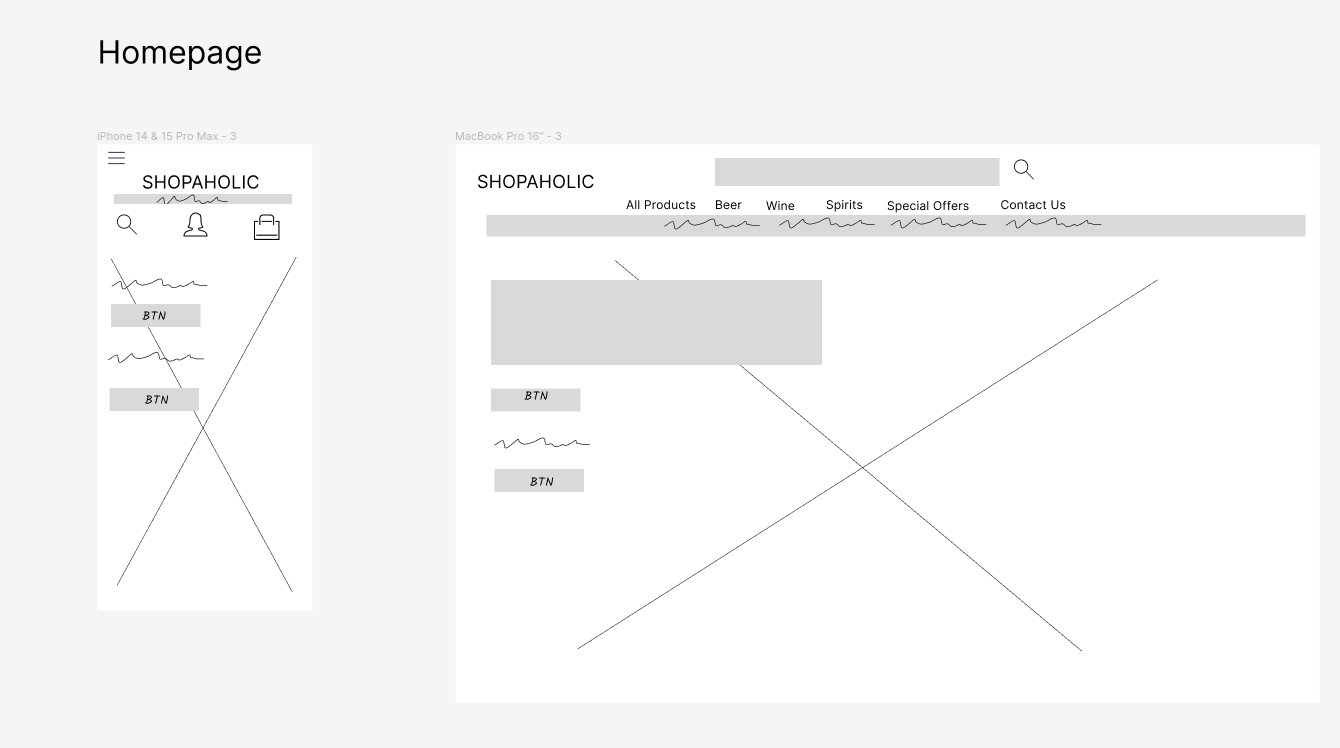 Homepage
iPhone 14 & 15 Pro Max - 3
SHOPAHOLIC
BTN
BTN
MacBook Pro 16" - 3
SHOPAHOLIC
All Products Beer Wine Spirits Special Offers Contact Us
BTN
BTN